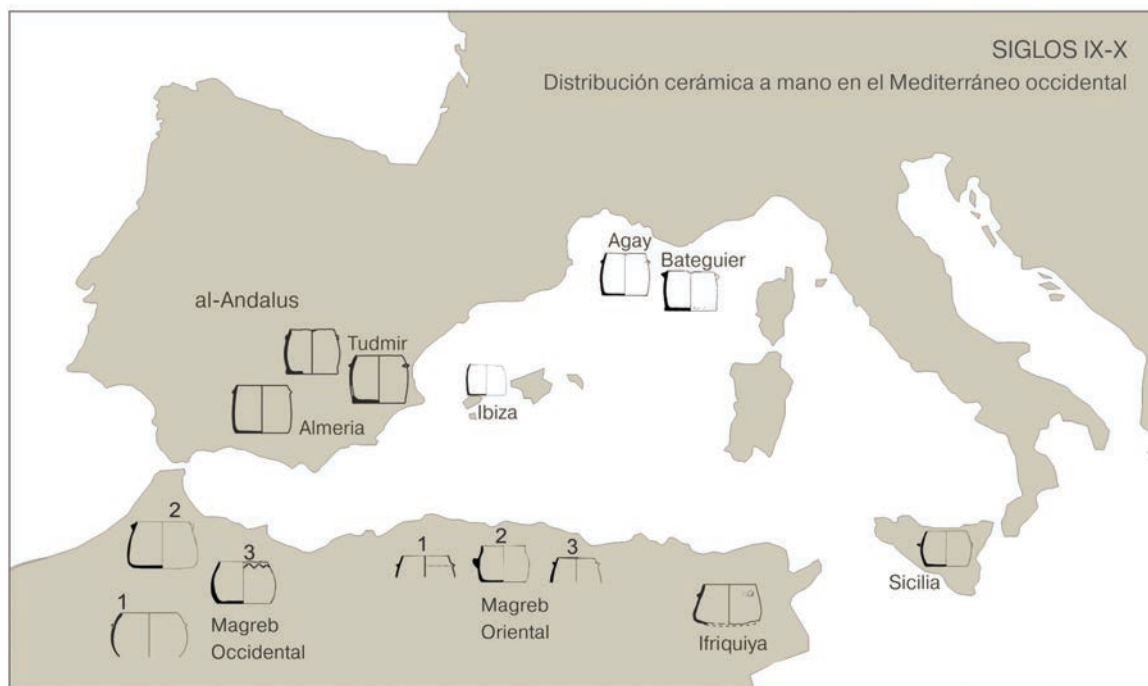 SIGLOS IX-X
Distribución cerámica a mano en el Mediterráneo occidental
Agay
Bateguier
al-Andalus
Tudmir
Ibiza
Almeria
2
3
1
Magreb
Occidental
1
2
3
Magreb
Oriental
Ifriquiya
Sicilia